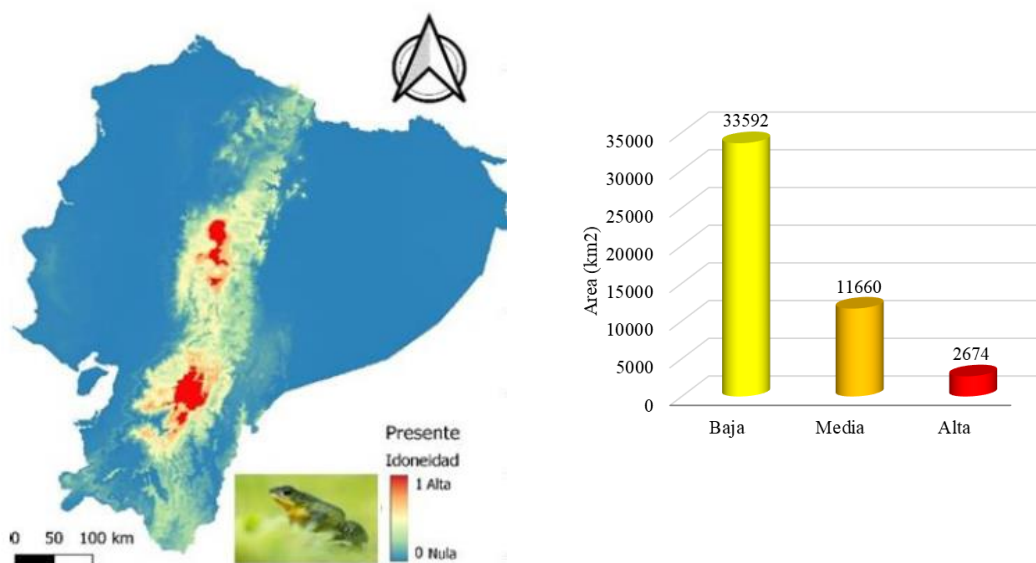 Presente
Idoneidad
1 Alta
0 Nula
0 50 100 km
Area (km2)
35000
30000
25000
20000
15000
10000
5000
0
33592
11660
2674
Baja
Media
Alta